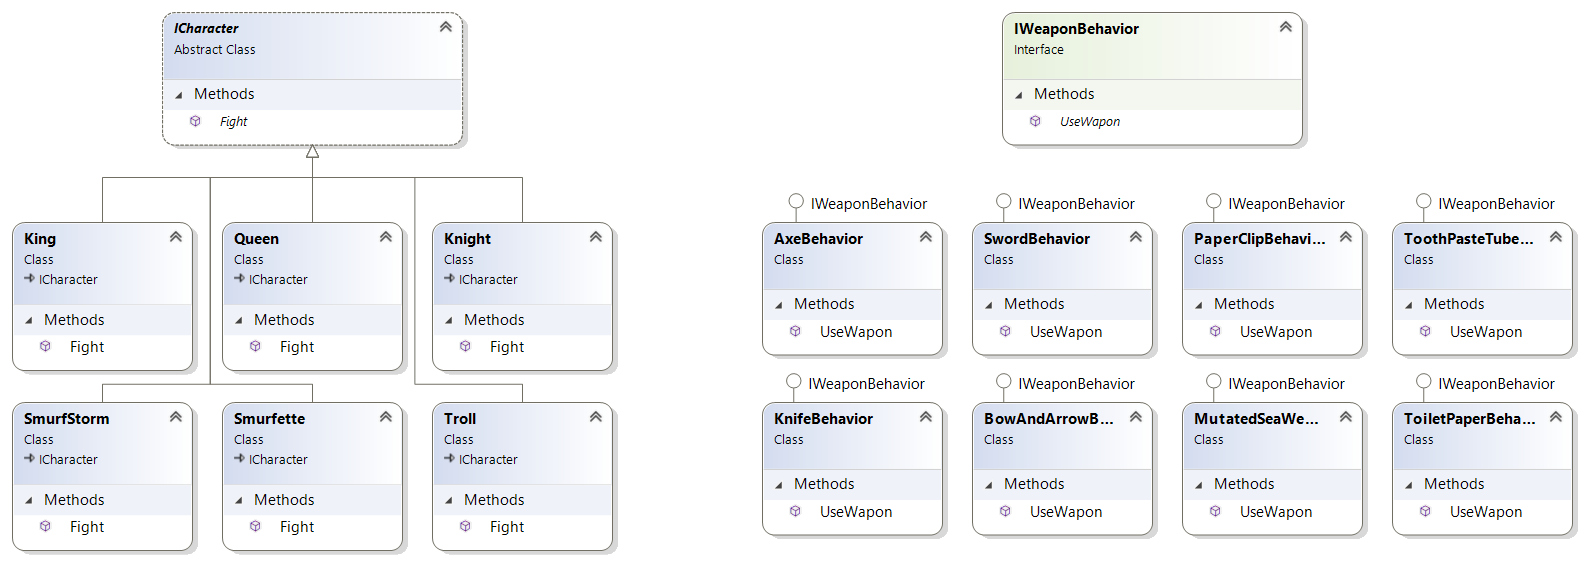 ICharacter
Abstract Class
Methods
Fight
IWeaponBehavior
Interface
Methods
UseWapon
King
Class
ICharacter
Methods
Fight
Queen
Class
ICharacter
Methods
Fight
Knight
Class
ICharacter
Methods
Fight
SmurfStorm
Class
ICharacter
Methods
Fight
Smurfette
Class
ICharacter
Methods
Fight
Troll
Class
ICharacter
Methods
Fight
IWeaponBehavior
AxeBehavior
Class
Methods
UseWapon
IWeaponBehavior
SwordBehavior
Class
Methods
UseWapon
IWeaponBehavior
PaperClipBehavi...
Class
Methods
UseWapon
IWeaponBehavior
ToothPasteTube...
Class
Methods
UseWapon
IWeaponBehavior
KnifeBehavior
Class
Methods
UseWapon
IWeaponBehavior
BowAndArrowB...
Class
Methods
UseWapon
IWeaponBehavior
MutatedSeaWe...
Class
Methods
UseWapon
IWeaponBehavior
ToiletPaperBeha...
Class
Methods
UseWapon